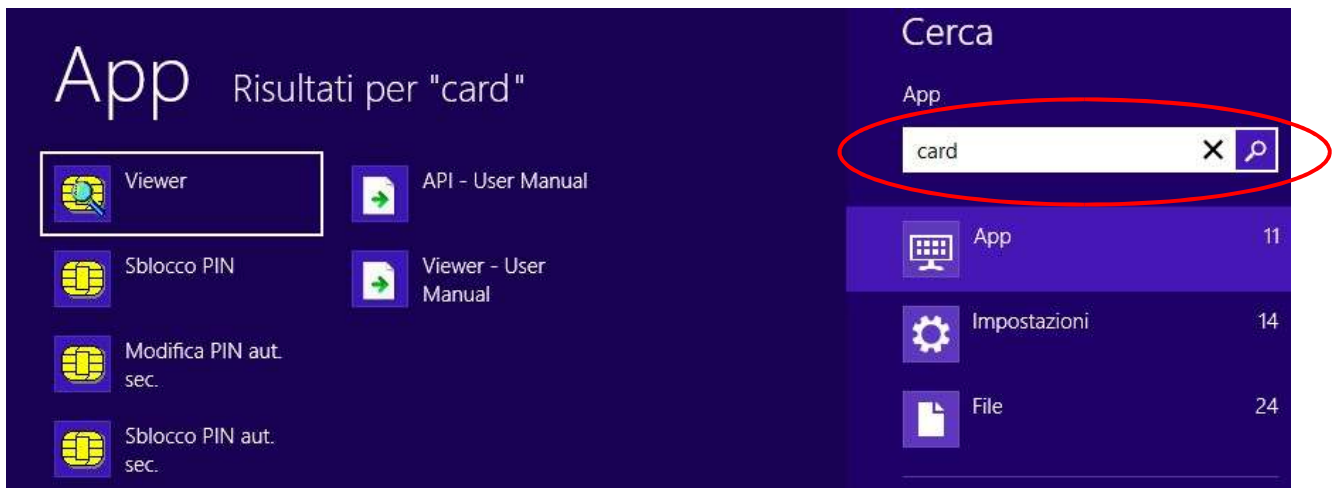 App Risultati per "card"
Viewer
Sblocco PIN
Modifica PIN aut.
sec.
Sblocco PIN aut.
sec.
API - User Manual
Viewer - User
Manual
Cerca
App
card
App 11
Impostazioni 14
File 24